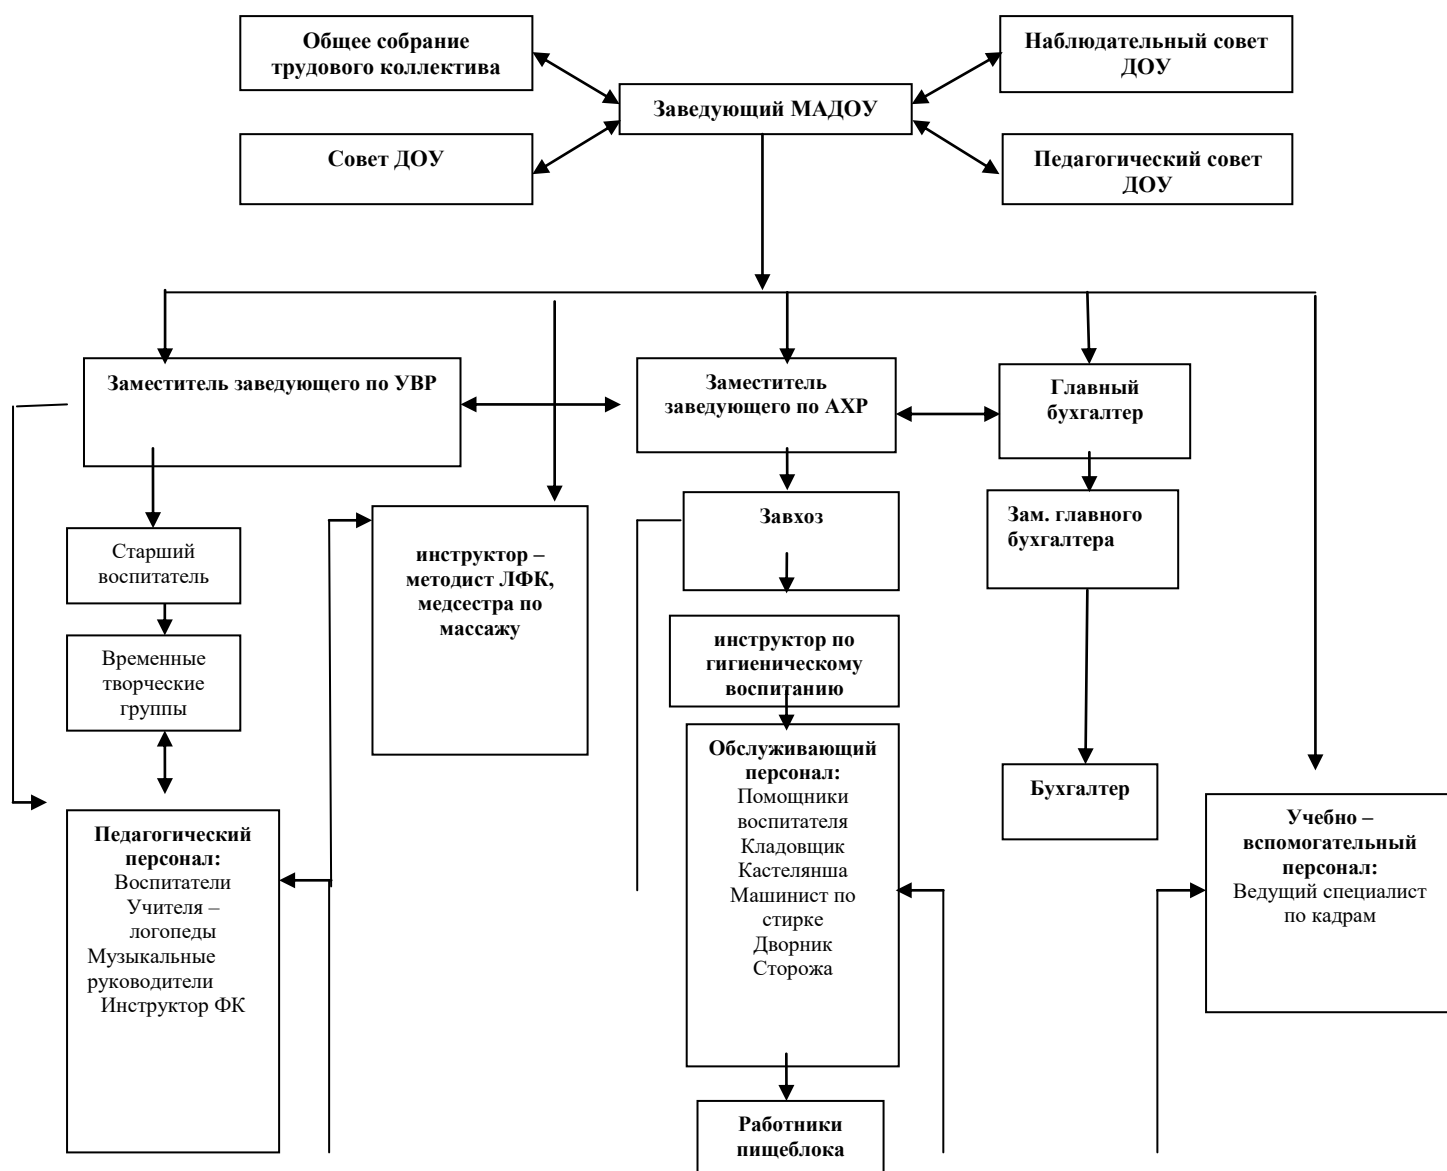 Общее собрание
трудового коллектива
Наблюдательный совет
ДОУ
Заведующий МАДОУ
Совет ДОУ
Педагогический совет
ДОУ
Заместитель заведующего по УВР
Заместитель
заведующего по АХР
Главный
бухгалтер
Старший
воспитатель
Временные
творческие
группы
Педагогический
персонал:
Воспитатели
Учителя –
логопеды
Музыкальные
руководители
Инструктор ФК
инструктор –
методист ЛФК,
медсестра по
массажу
Завхоз
инструктор по
гигиеническому
воспитанию
Обслуживающий
персонал:
Помощники
воспитателя
Кладовщик
Кастелянша
Машинист по
стирке
Дворник
Сторожа
Работники
пищеблока
Зам. главного
бухгалтера
Бухгалтер
Учебно –
вспомогательный
персонал:
Ведущий специалист
по кадрам